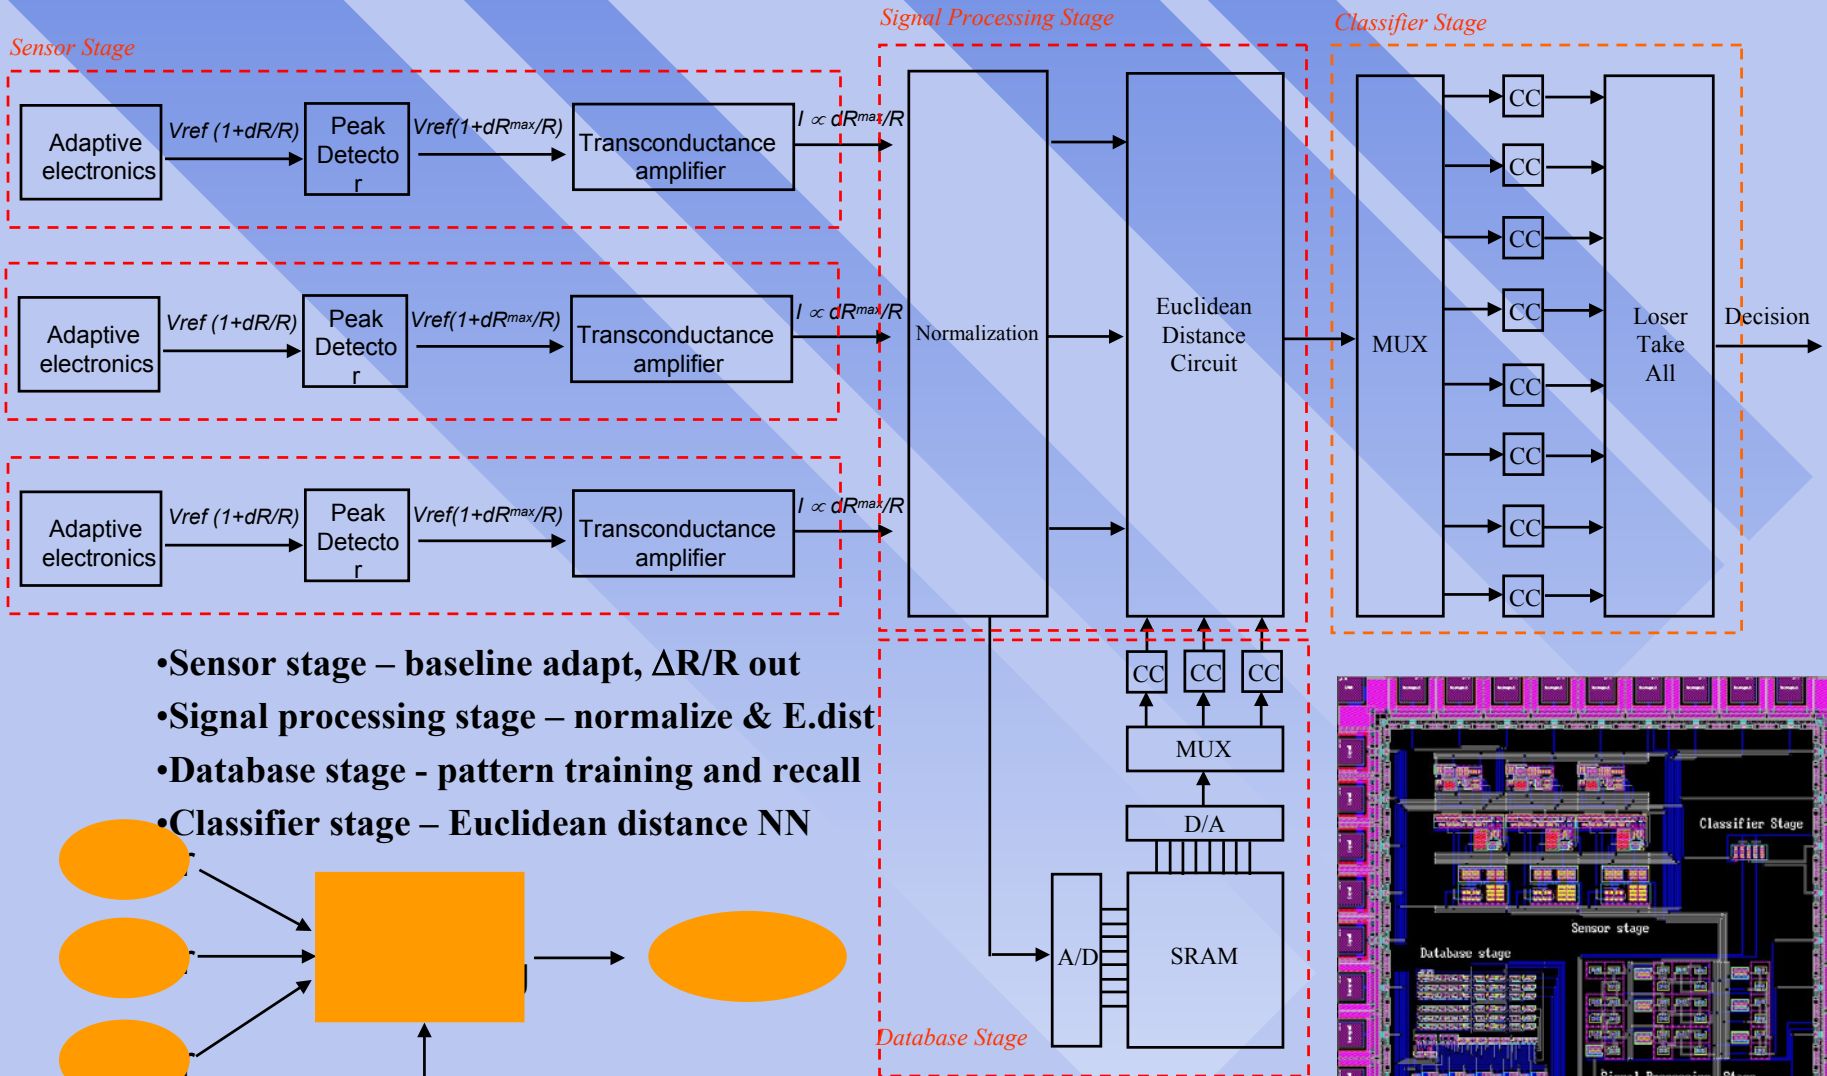 Sensor Stage
Signal Processing Stage
Classifier Stage
Adaptive
electronics
Vref (1+dR/R)
Peak
Detecto
r
Vref(1+dRmax/R)
Transconductance
amplifier
I ∝ dRmax/R
Adaptive
electronics
Vref (1+dR/R)
Peak
Detecto
r
Vref(1+dRmax/R)
Transconductance
amplifier
I ∝ dRmax/R
Adaptive
electronics
Vref (1+dR/R)
Peak
Detecto
r
Vref(1+dRmax/R)
Transconductance
amplifier
I ∝ dRmax/R
Normalization
Euclidean
Distance
Circuit
MUX
CC
CC
CC
CC
CC
CC
CC
CC
Loser
Take
All
Decision
•Sensor stage – baseline adapt, ΔR/R out
•Signal processing stage – normalize & E.dist
•Database stage - pattern training and recall
•Classifier stage – Euclidean distance NN
CC
CC
CC
MUX
D/A
A/D
SRAM
Database Stage
Classifier Stage
Sensor stage
Database stage
Signal Processing Stage